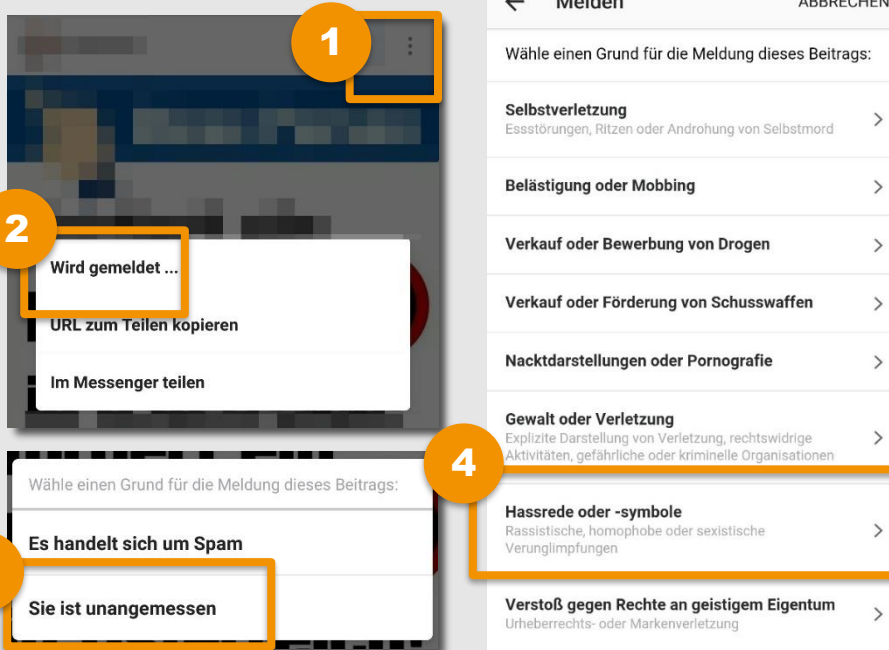 1
2
Wird gemeldet ...
URL zum Teilen kopieren
Im Messenger teilen
Wähle einen Grund für die Meldung dieses Beitrags:
Es handelt sich um Spam
Sie ist unangemessen
Melden
ABBRECHEN
Wähle einen Grund für die Meldung dieses Beitrags:
Selbstverletzung
Essstörungen, Ritzen oder Androhung von Selbstmord
Belästigung oder Mobbing
Verkauf oder Bewerbung von Drogen
Verkauf oder Förderung von Schusswaffen
Nacktdarstellungen oder Pornografie
Gewalt oder Verletzung
Explizite Darstellung von Verletzung, rechtswidrige
Aktivitäten, gefährliche oder kriminelle Organisationen
4
Hassrede oder -symbole
Rassistische, homophobe oder sexistische
Verunglimpfungen
Verstoß gegen Rechte an geistigem Eigentum
Urheberrechts- oder Markenverletzung